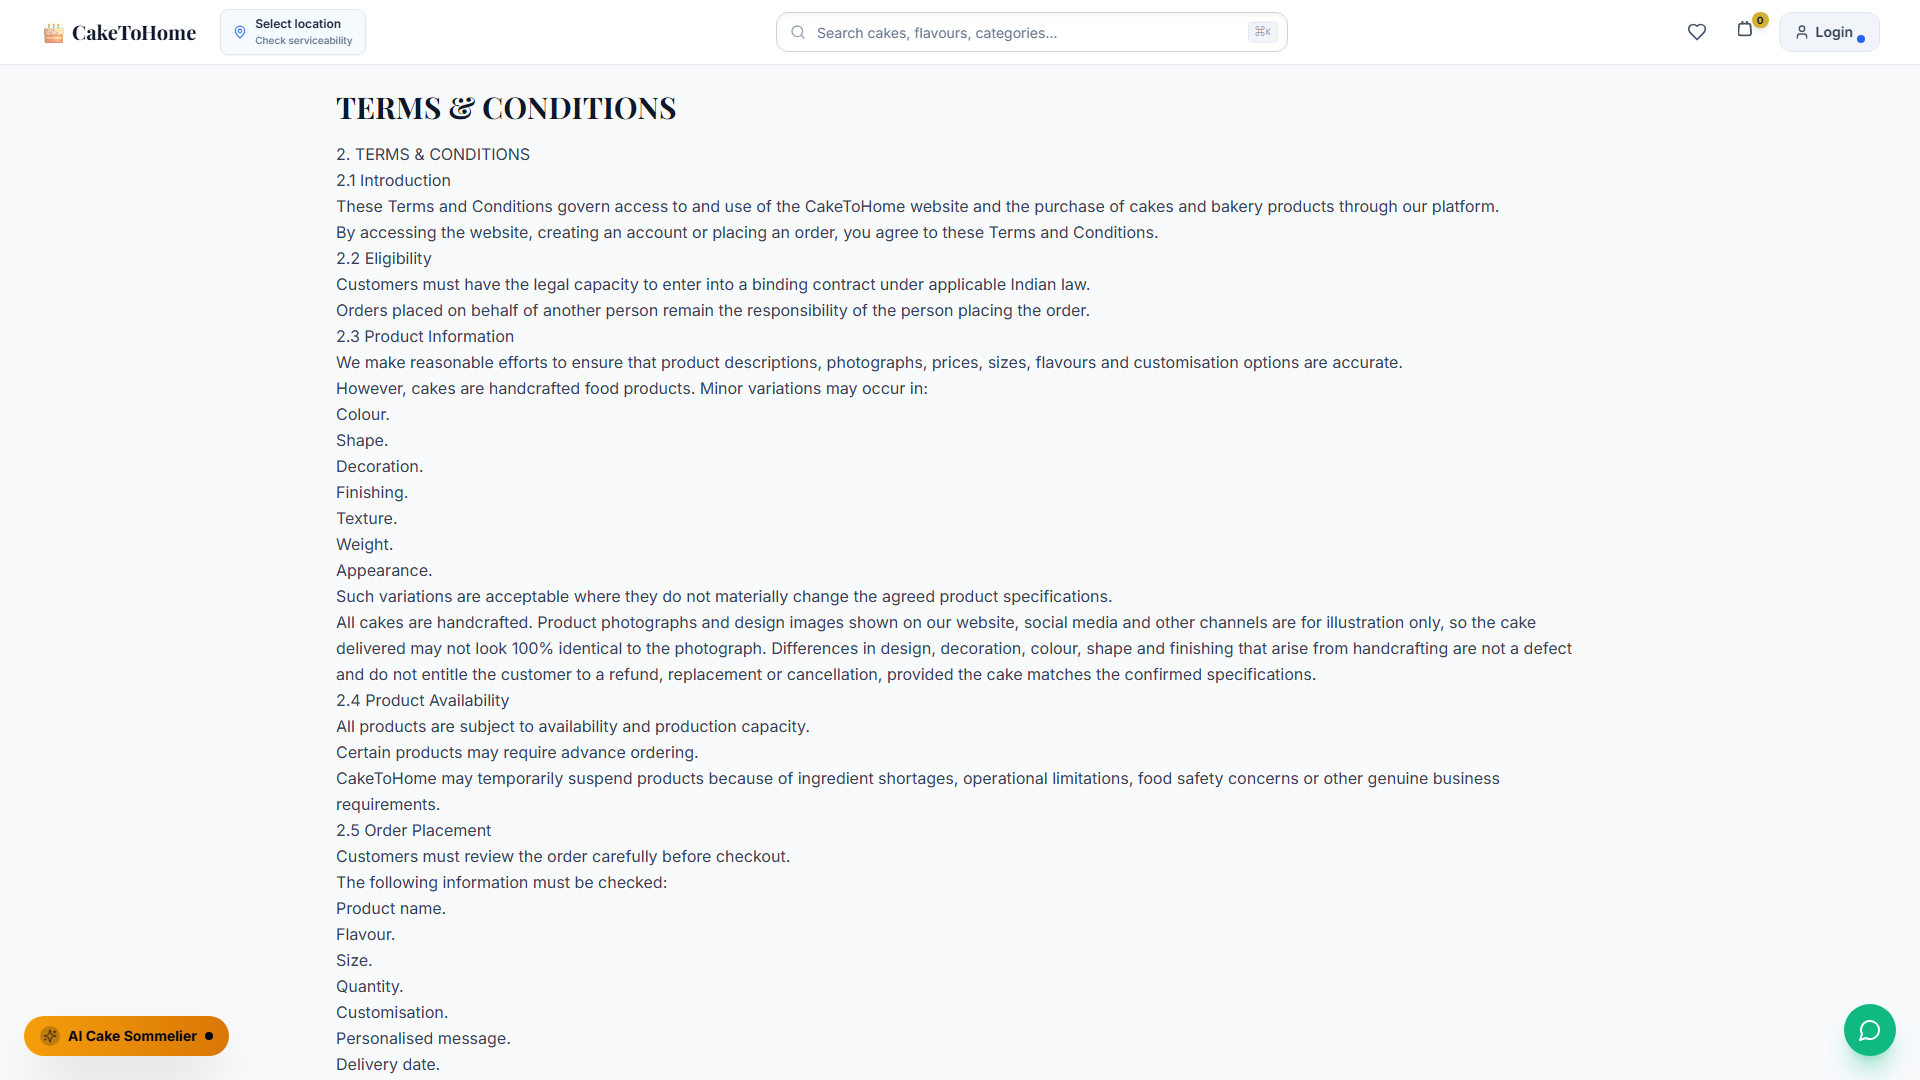 CakeToHome
Select location
Check serviceability
Search cakes, flavours, categories...
⌘K
0
Login
TERMS & CONDITIONS
2. TERMS & CONDITIONS
2.1 Introduction
These Terms and Conditions govern access to and use of the CakeToHome website and the purchase of cakes and bakery products through our platform.
By accessing the website, creating an account or placing an order, you agree to these Terms and Conditions.
2.2 Eligibility
Customers must have the legal capacity to enter into a binding contract under applicable Indian law.
Orders placed on behalf of another person remain the responsibility of the person placing the order.
2.3 Product Information
We make reasonable efforts to ensure that product descriptions, photographs, prices, sizes, flavours and customisation options are accurate.
However, cakes are handcrafted food products. Minor variations may occur in:
Colour.
Shape.
Decoration.
Finishing.
Texture.
Weight.
Appearance.
Such variations are acceptable where they do not materially change the agreed product specifications.
All cakes are handcrafted. Product photographs and design images shown on our website, social media and other channels are for illustration only, so the cake
delivered may not look 100% identical to the photograph. Differences in design, decoration, colour, shape and finishing that arise from handcrafting are not a defect
and do not entitle the customer to a refund, replacement or cancellation, provided the cake matches the confirmed specifications.
2.4 Product Availability
All products are subject to availability and production capacity.
Certain products may require advance ordering.
CakeToHome may temporarily suspend products because of ingredient shortages, operational limitations, food safety concerns or other genuine business
requirements.
2.5 Order Placement
Customers must review the order carefully before checkout.
The following information must be checked:
Product name.
Flavour.
Size.
Quantity.
Customisation.
Personalised message.
Delivery date.
AI Cake Sommelier